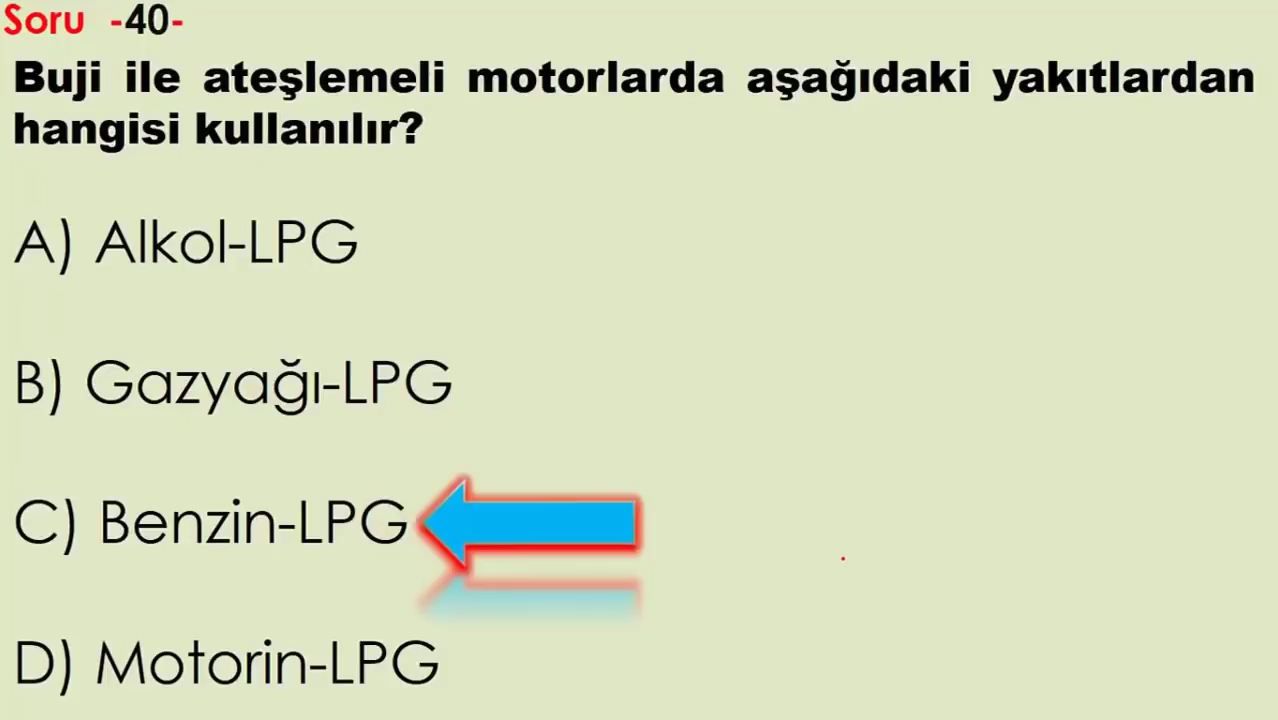 Soru -40-
Buji ile ateşlemeli motorlarda aşağıdaki yakıtlardan
hangisi kullanılır?
A) Alkol-LPG
B) Gazyağı-LPG
C) Benzin-LPG
D) Motorin-LPG